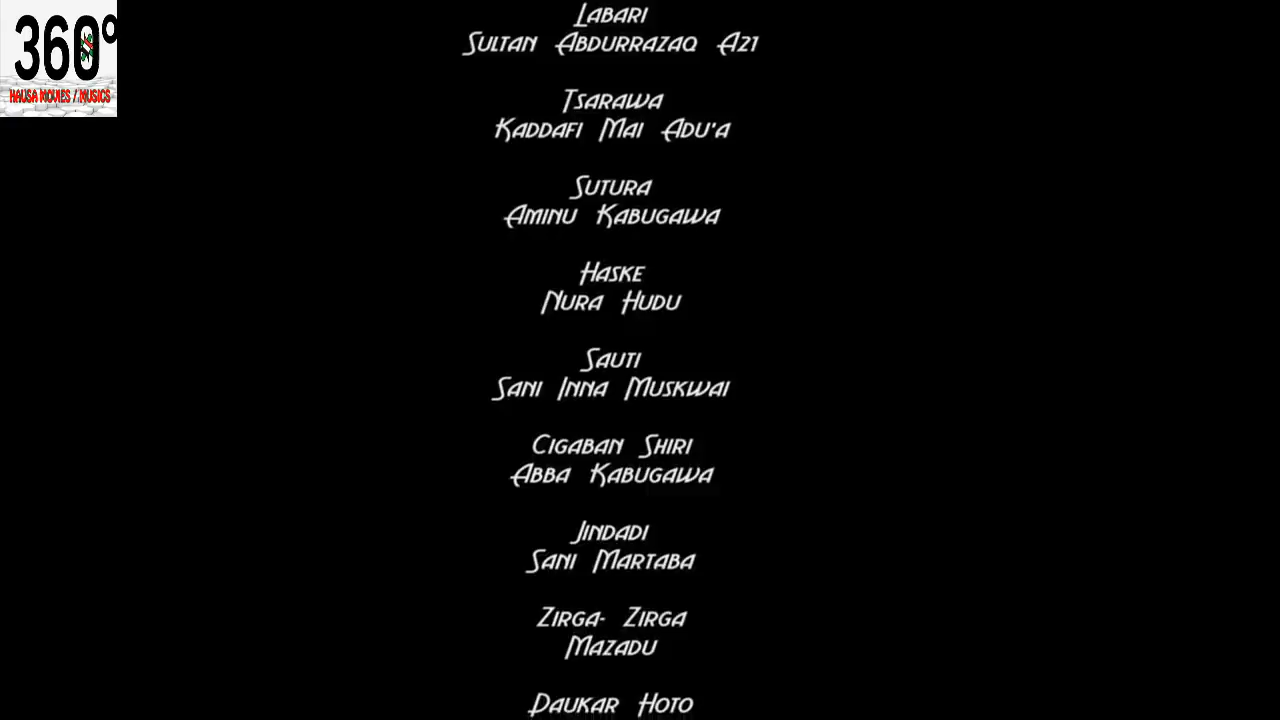 360°
HAUSA MOVIES / MUSICS
LABARI
SULTAN ABDURRAZAQ AZI
TSARAWA
KADDAFI MAI ADU'A
SUTURA
AMINU KABUGAWA
HASKE
NURA HUDU
SAUTI
SANI INNA MUSKWAI
CIGABAN SHIRI
ABBA KABUGAWA
JINDADI
SANI MARTABA
ZIRGA- ZIRGA
MAZADU
DAUKAR HOTO